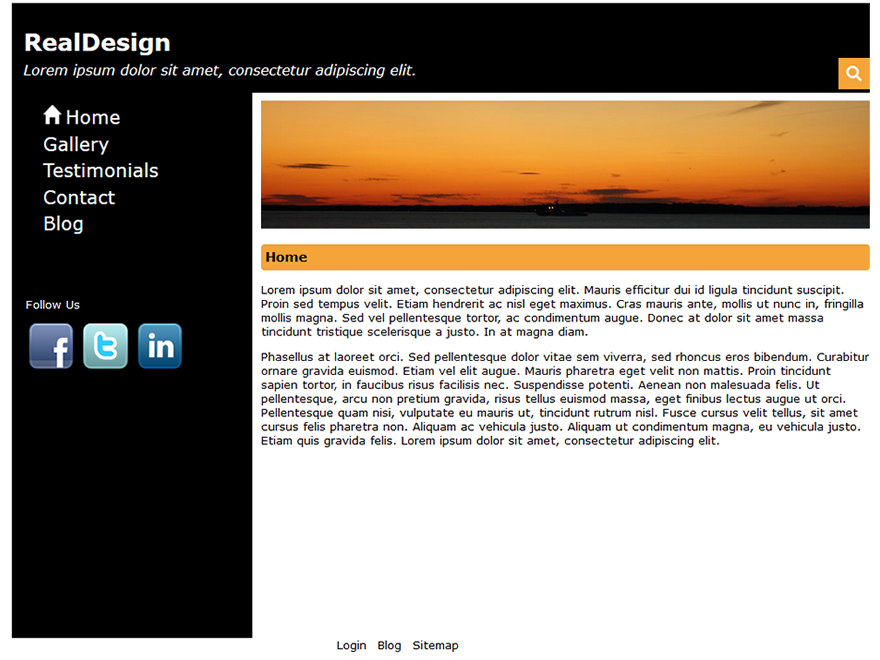 RealDesign
Lorem ipsum dolor sit amet, consectetur adipiscing elit.
Home
Gallery
Testimonials
Contact
Blog
Follow Us
f
t
in
Home
Lorem ipsum dolor sit amet, consectetur adipiscing elit. Mauris efficitur dui id ligula tincidunt suscipit.
Proin sed tempus velit. Etiam hendrerit ac nisl eget maximus. Cras mauris ante, mollis ut nunc in, fringilla
mollis magna. Sed vel pellentesque tortor, ac condimentum augue. Donec at dolor sit amet massa
tincidunt tristique scelerisque a justo. In at magna diam.
Phasellus at laoreet orci. Sed pellentesque dolor vitae sem viverra, sed rhoncus eros bibendum. Curabitur
ornare gravida euismod. Etiam vel elit augue. Mauris pharetra eget velit non mattis. Proin tincidunt
sapien tortor, in faucibus risus facilisis nec. Suspendisse potenti. Aenean non malesuada felis. Ut
pellentesque, arcu non pretium gravida, risus tellus euismod massa, eget finibus lectus augue ut orci.
Pellentesque quam nisi, vulputate eu mauris ut, tincidunt rutrum nisl. Fusce cursus velit tellus, sit amet
cursus felis pharetra non. Aliquam ac vehicula justo. Aliquam ut condimentum magna, eu vehicula justo.
Etiam quis gravida felis. Lorem ipsum dolor sit amet, consectetur adipiscing elit.
Login Blog Sitemap